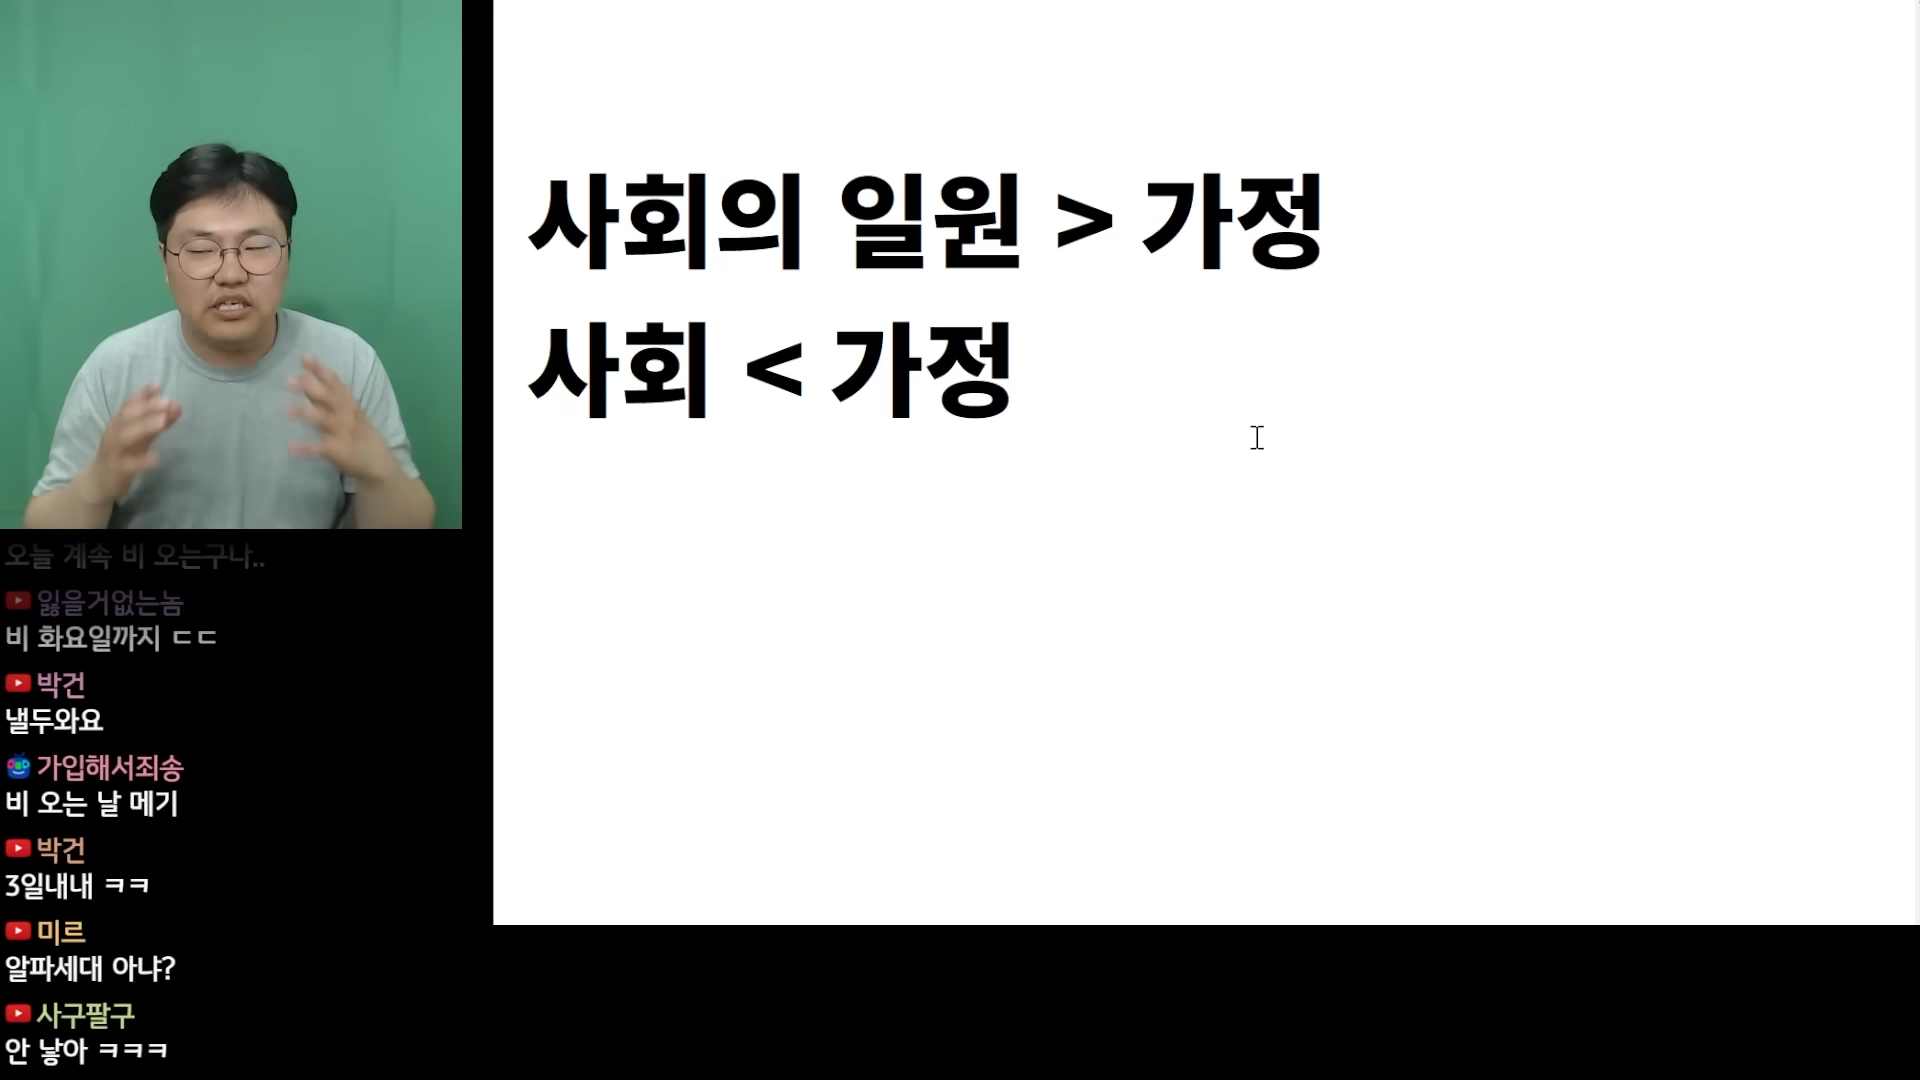 사회의 일원 > 가정
사회 < 가정
오늘 계속 비 오는구나..
잃을거없는놈
비 화요일까지 ㄷㄷ
박건
낼두와요
가입해서죄송
비 오는 날 메기
박건
3일내내 ㅋㅋ
미르
알파세대 아냐?
사구팔구
안 낳아 ㅋㅋㅋ